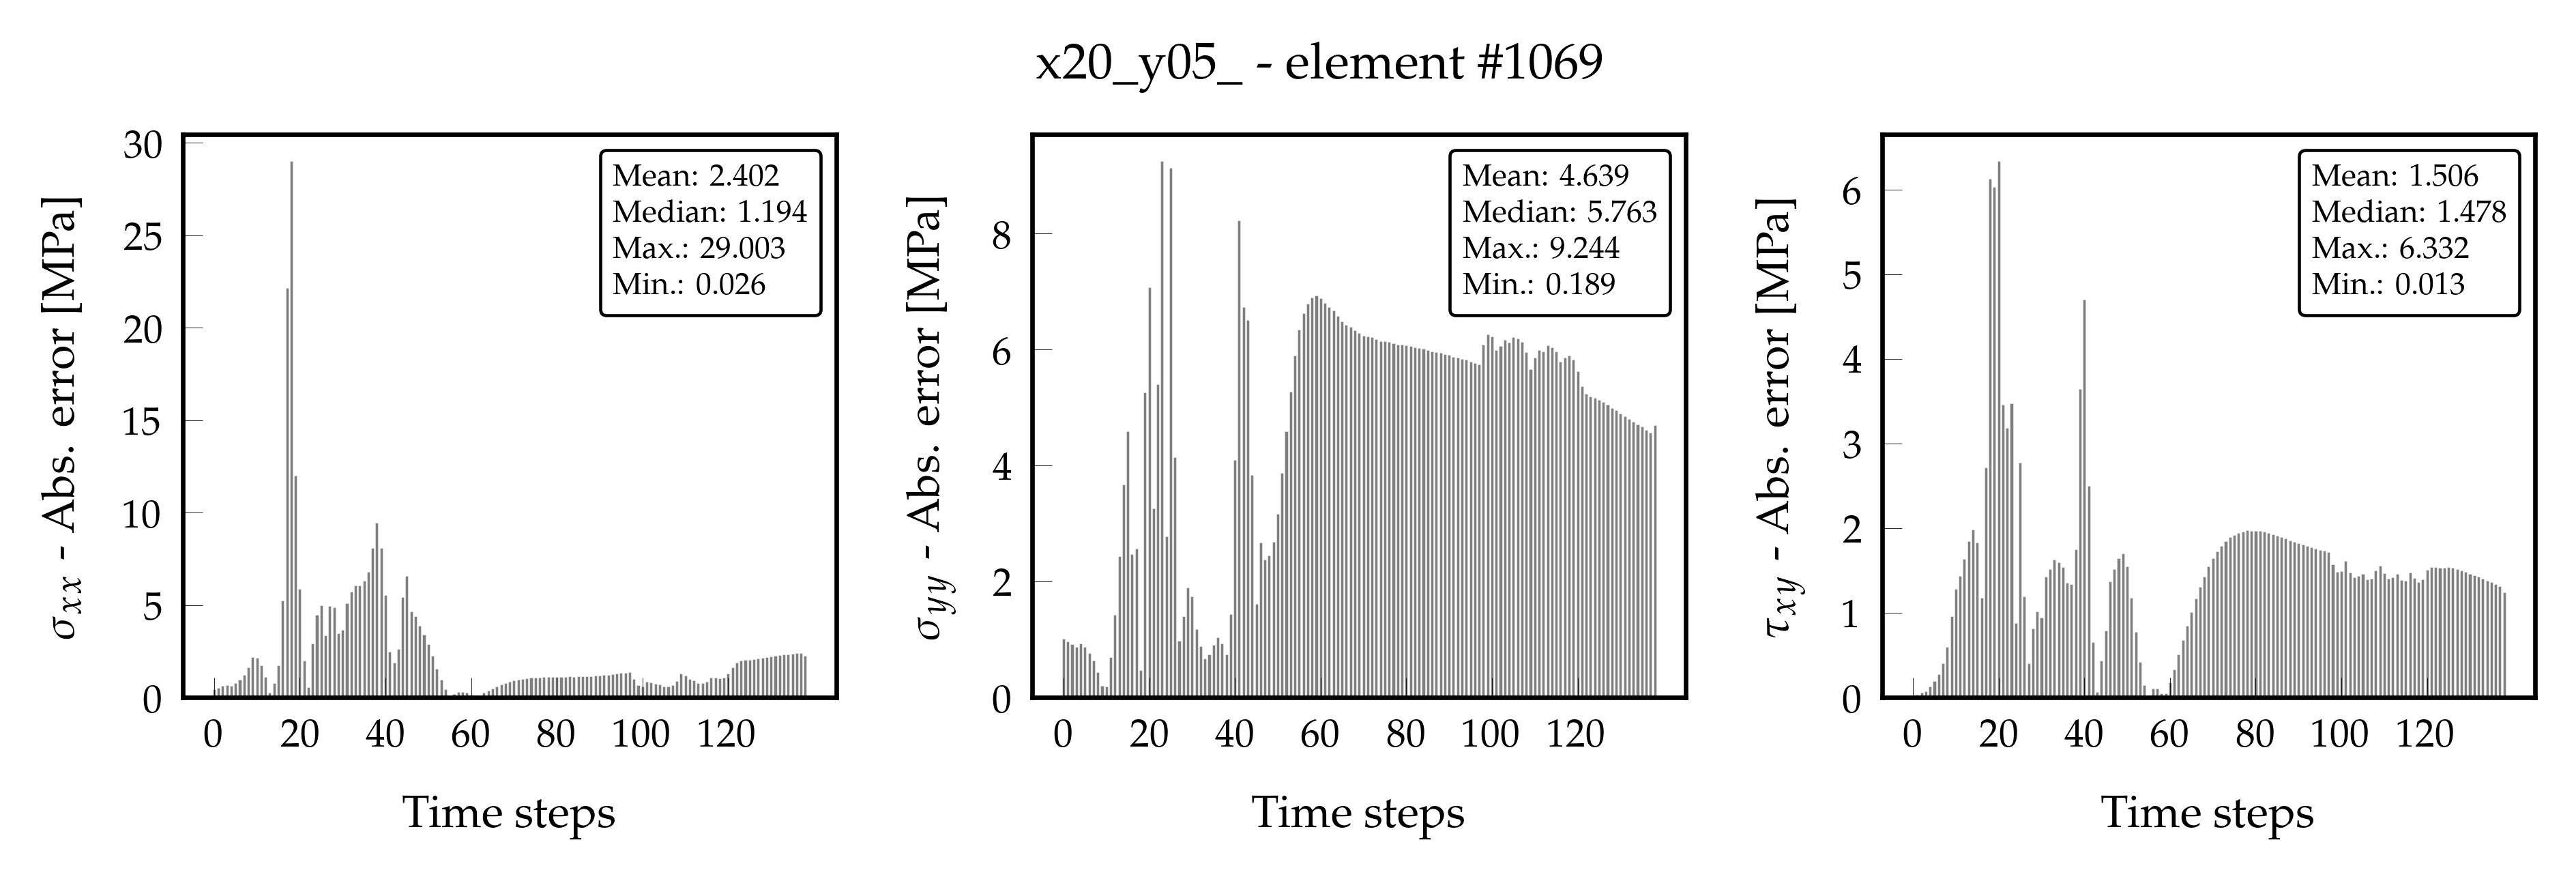 x20_y05_ - element #1069
σxx - Abs. error [MPa]
30
25
20
15
10
5
0
Mean: 2.402
Median: 1.194
Max.: 29.003
Min.: 0.026
0 20 40 60 80 100 120
Time steps
σyy - Abs. error [MPa]
8
6
4
2
0
Mean: 4.639
Median: 5.763
Max.: 9.244
Min.: 0.189
0 20 40 60 80 100 120
Time steps
τxy - Abs. error [MPa]
6
5
4
3
2
1
0
Mean: 1.506
Median: 1.478
Max.: 6.332
Min.: 0.013
0 20 40 60 80 100 120
Time steps